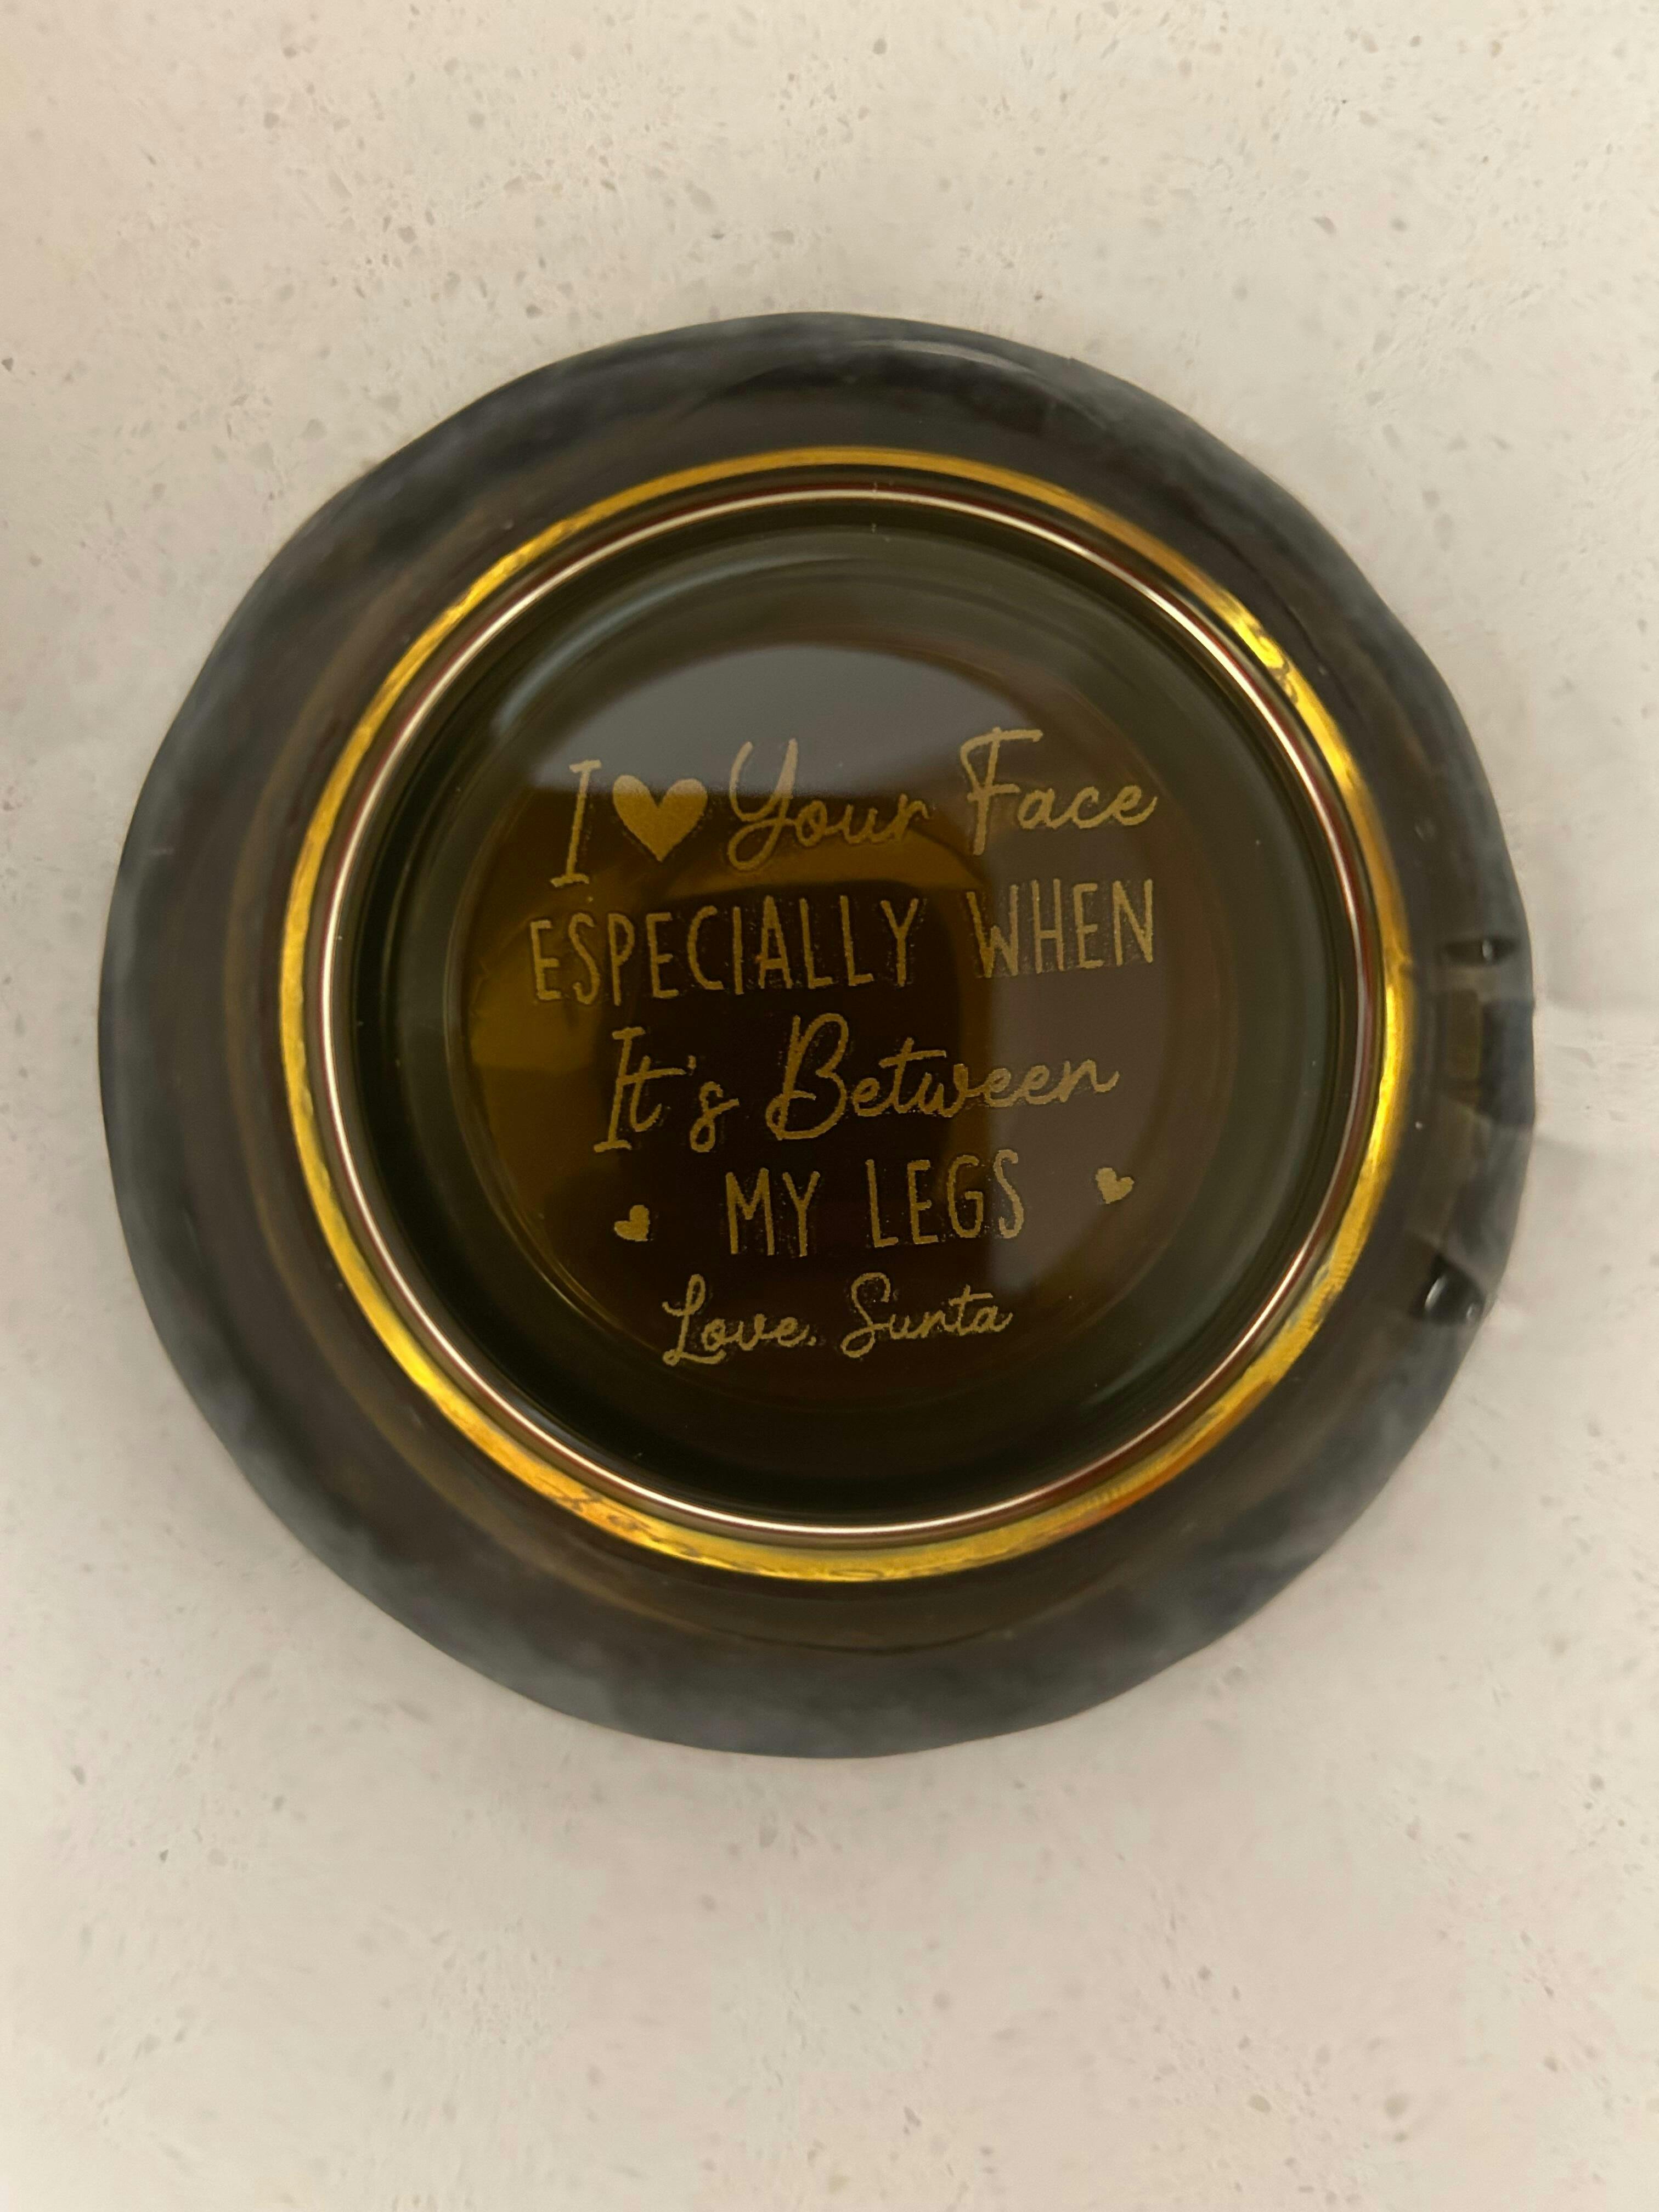 I ♥ Your Face
ESPECIALLY WHEN
It's Between
MY LEGS
Love, Sunta